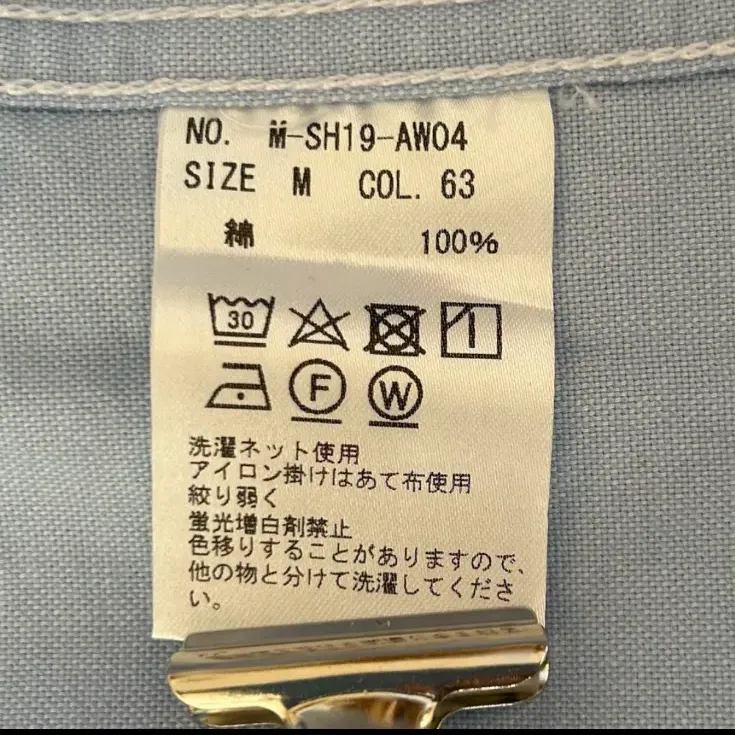 NO. M-SH19-AW04
SIZE M COL. 63
綿 100%
30
F W
洗濯ネット使用
アイロン掛けはあて布使用
絞り弱く
蛍光増白剤禁止
色移りすることがありますので、
他の物と分けて洗濯してくださ
い。